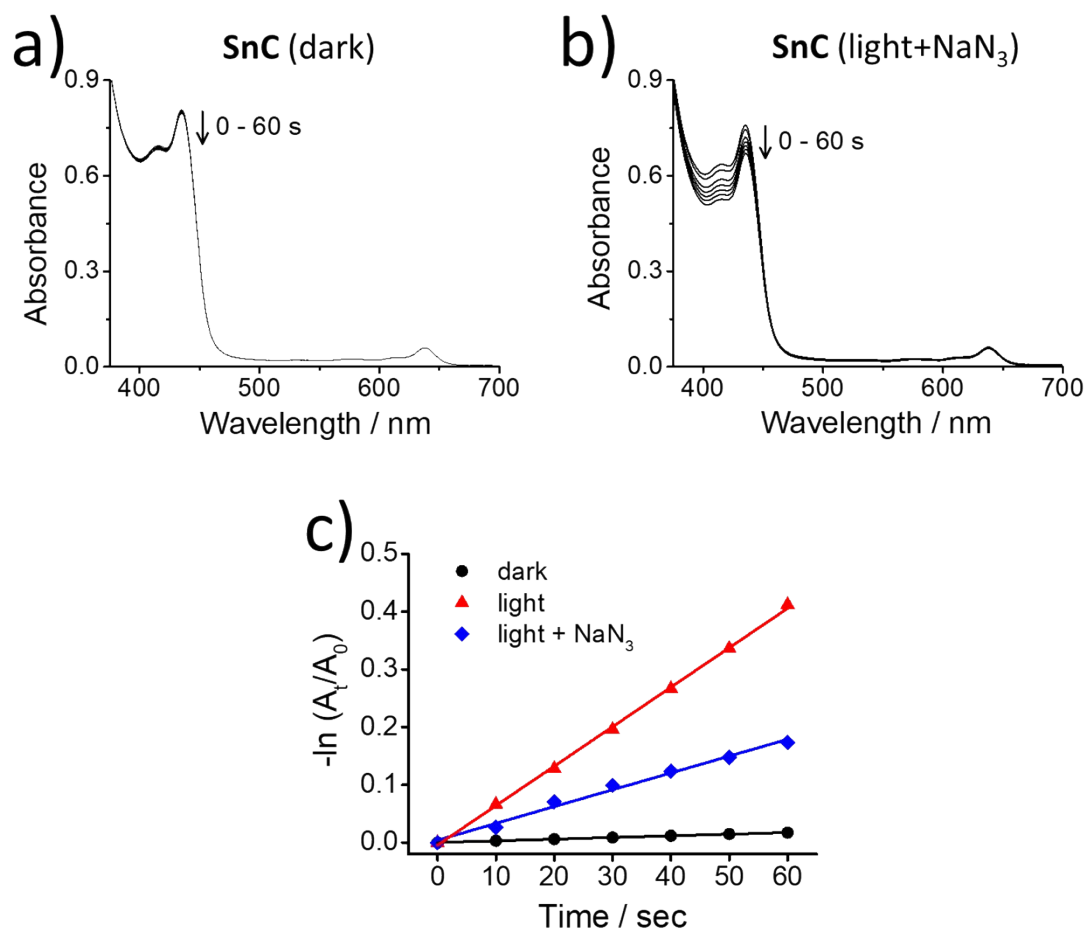 a)
SnC (dark)
0.9
0.6
0.3
0.0
Absorbance
0 - 60 s
400
500
600
700
Wavelength / nm
b)
SnC (light+NaN₃)
0.9
0.6
0.3
0.0
Absorbance
0 - 60 s
400
500
600
700
Wavelength / nm
c)
0.5
0.4
0.3
0.2
0.1
0.0
-ln (Aₜ/A₀)
dark
light
light + NaN₃
0
10
20
30
40
50
60
Time / sec